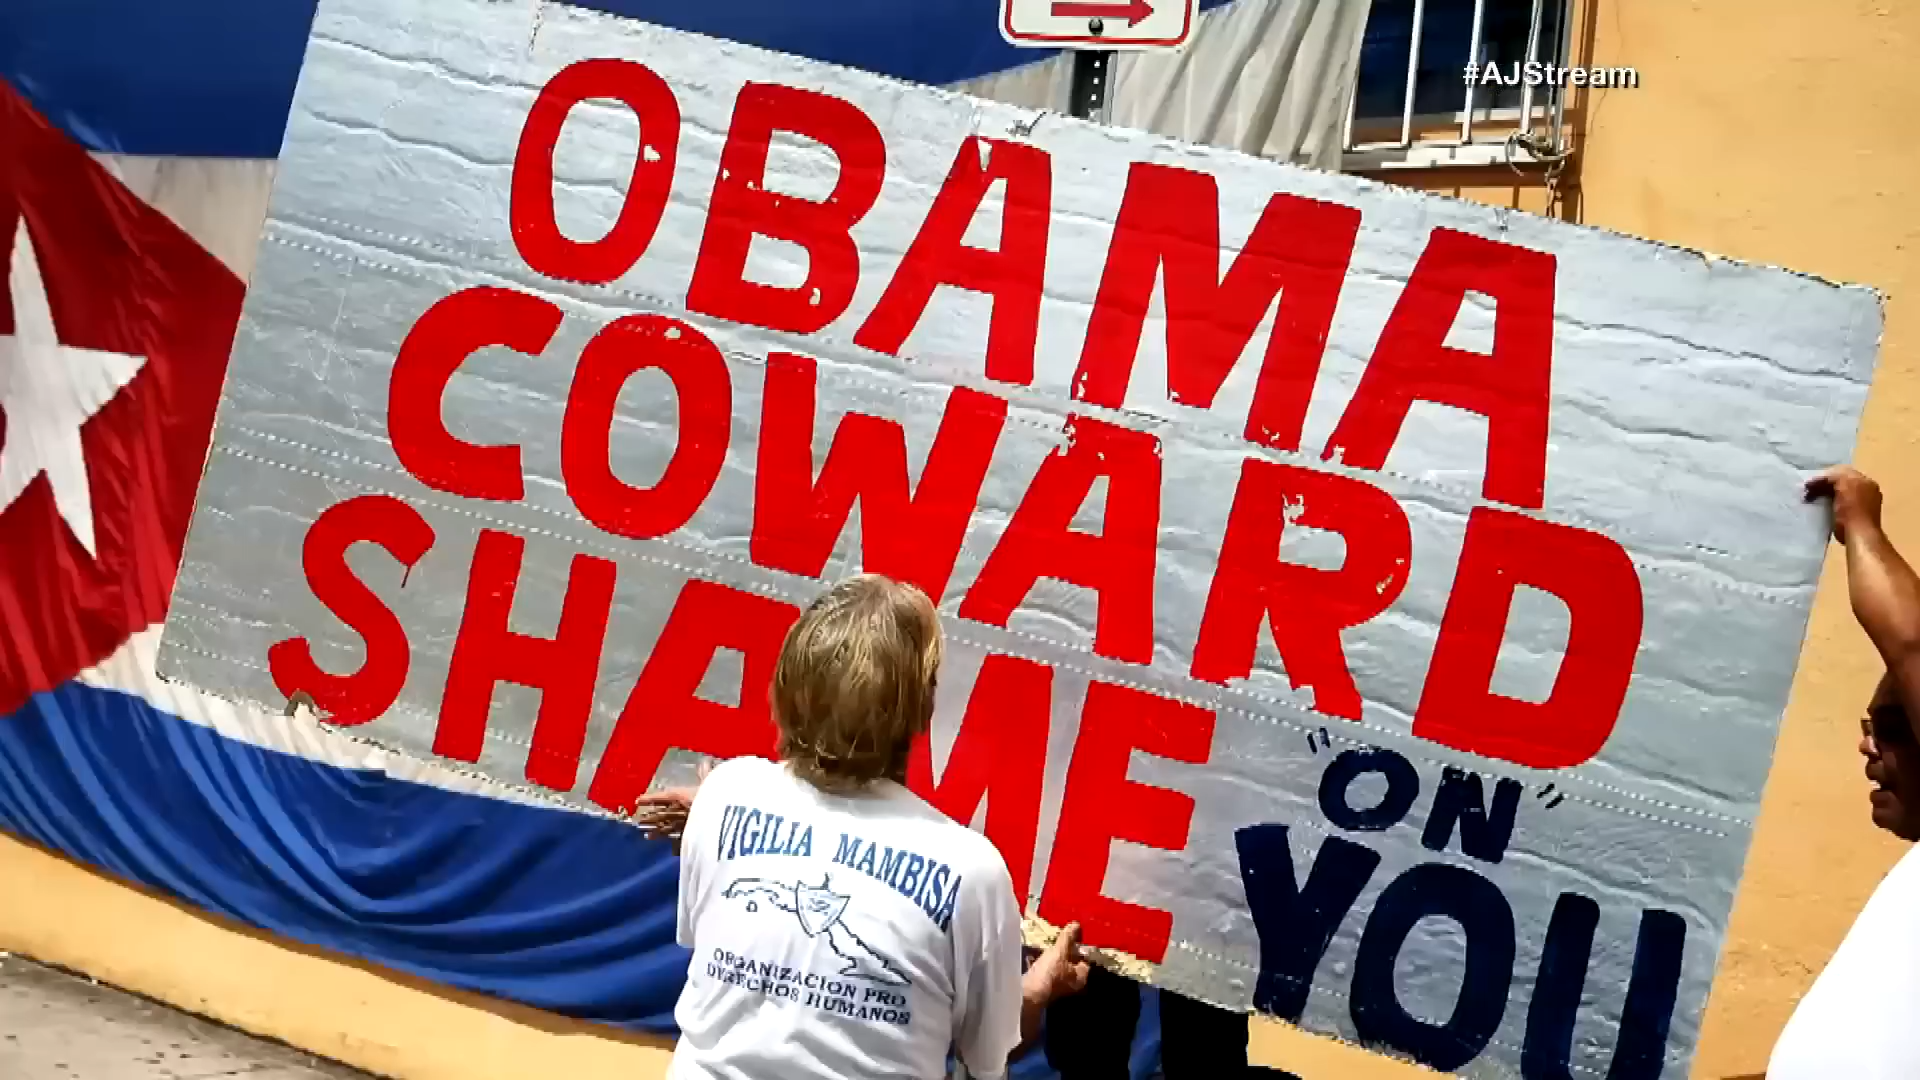 #AJStream
OBAMA
COWARD
SHAME
"ON"
YOU
VIGILIA MAMBISA
ORGANIZACION PRO
DERECHOS HUMANOS